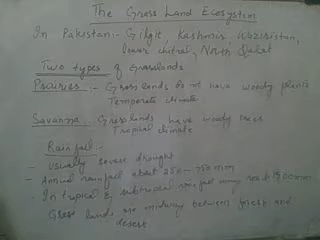 The Grass Land Ecosystem
In Pakistan:- Gilgit, Kashmir, Waziristan,
lower chitral, North Kalat
Two types of Grasslands
Prairies:- Grasslands do not have woody plants
Temperate climate
Savanna:- Grasslands have woody trees
Tropical climate
Rainfall:-
- usually severe drought
- Annual rainfall about 250 - 750 mm
- In tropical & subtropical rainfall may reach 1500 mm
Grass lands are midway between forest and
desert